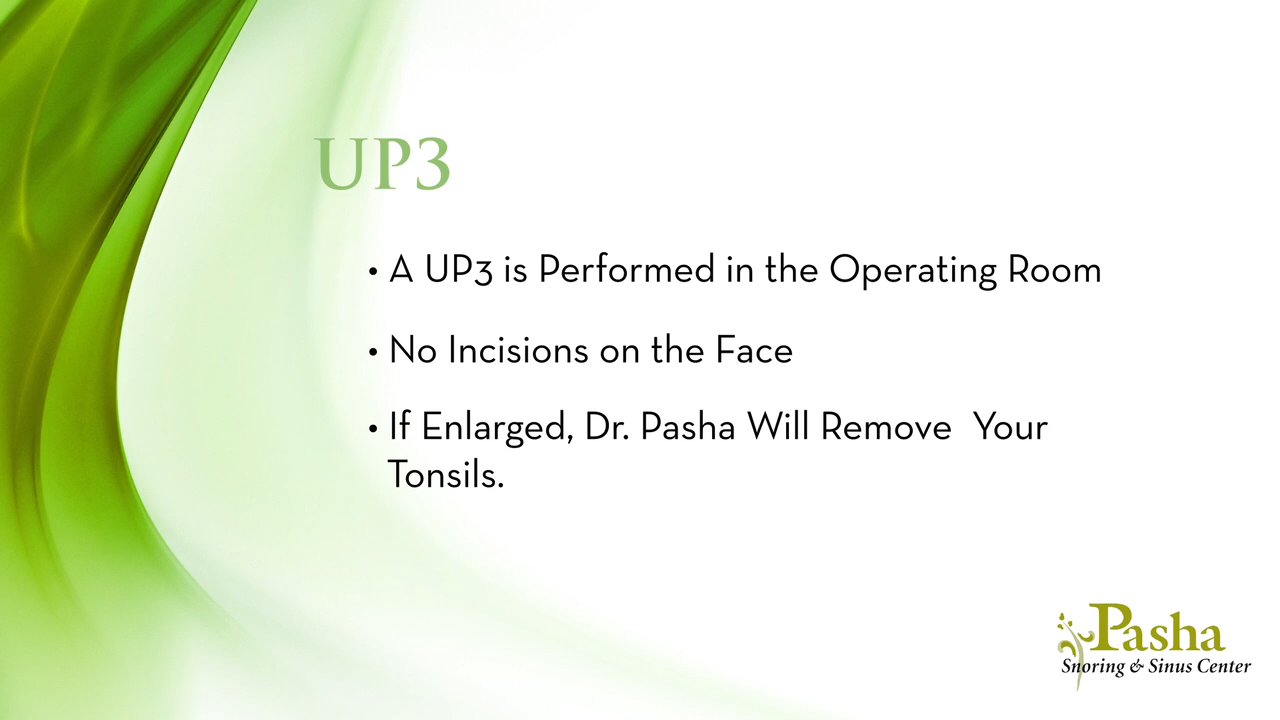 UP3
• A UP3 is Performed in the Operating Room
• No Incisions on the Face
• If Enlarged, Dr. Pasha Will Remove  Your
Tonsils.
Pasha
Snoring & Sinus Center